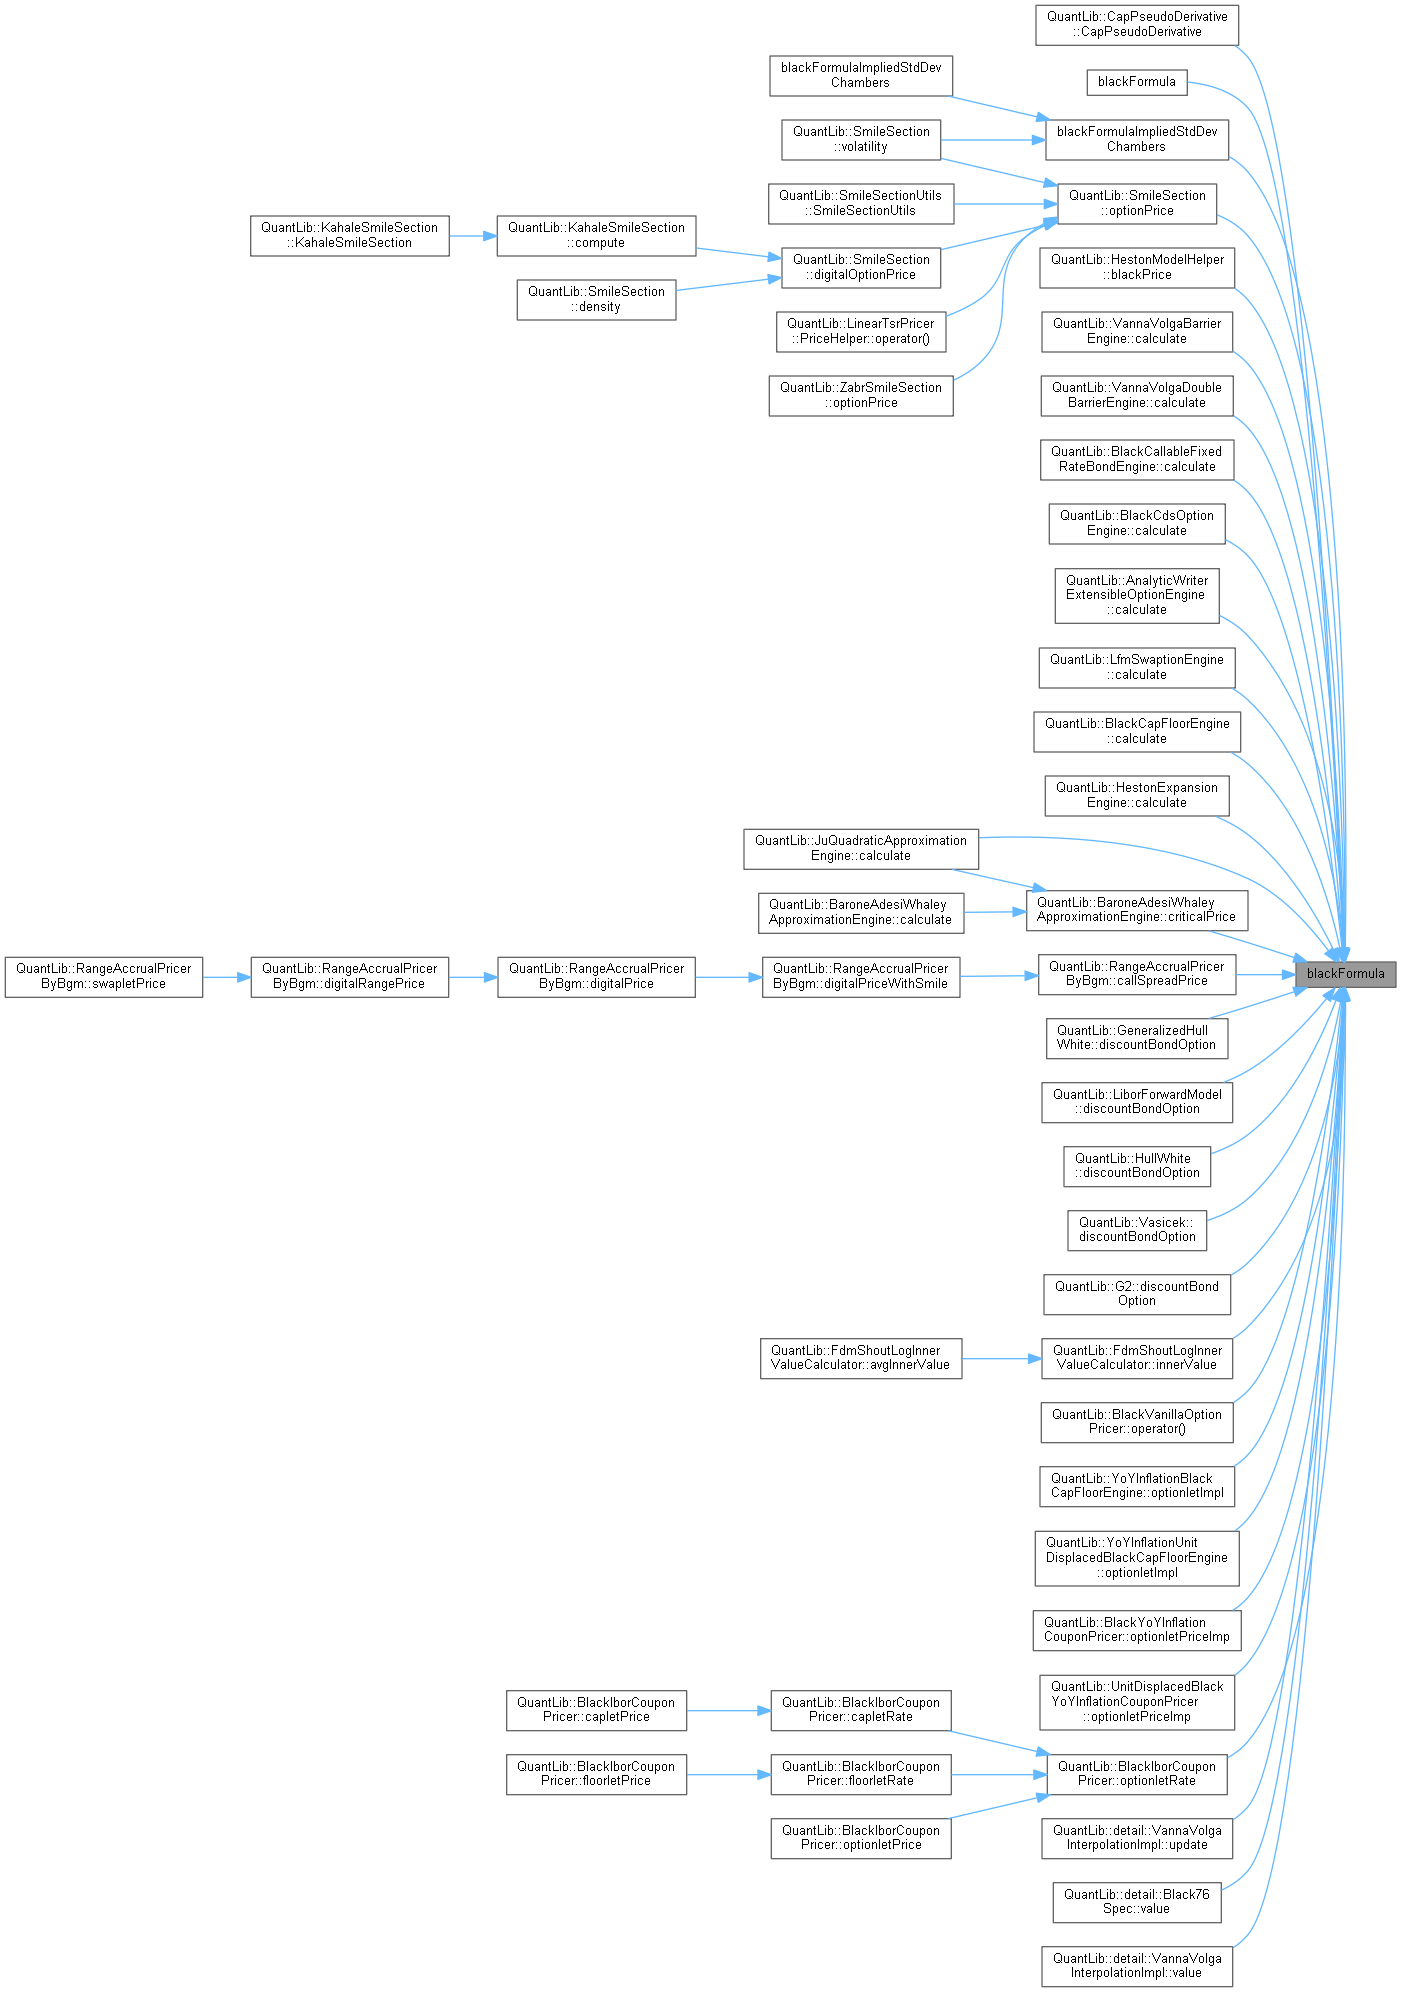 QuantLib::CapPseudoDerivative
::CapPseudoDerivative
blackFormulaImpliedStdDev
Chambers
blackFormula
QuantLib::SmileSection
::volatility
blackFormulaImpliedStdDev
Chambers
QuantLib::SmileSectionUtils
::SmileSectionUtils
QuantLib::SmileSection
::optionPrice
QuantLib::KahaleSmileSection
::KahaleSmileSection
QuantLib::KahaleSmileSection
::compute
QuantLib::SmileSection
::digitalOptionPrice
QuantLib::HestonModelHelper
::blackPrice
QuantLib::SmileSection
::density
QuantLib::LinearTsrPricer
::PriceHelper::operator()
QuantLib::VannaVolgaBarrier
Engine::calculate
QuantLib::ZabrSmileSection
::optionPrice
QuantLib::VannaVolgaDouble
BarrierEngine::calculate
QuantLib::BlackCallableFixed
RateBondEngine::calculate
QuantLib::BlackCdsOption
Engine::calculate
QuantLib::AnalyticWriter
ExtensibleOptionEngine
::calculate
QuantLib::LfmSwaptionEngine
::calculate
QuantLib::BlackCapFloorEngine
::calculate
QuantLib::HestonExpansion
Engine::calculate
QuantLib::JuQuadraticApproximation
Engine::calculate
QuantLib::BaroneAdesiWhaley
ApproximationEngine::calculate
QuantLib::BaroneAdesiWhaley
ApproximationEngine::criticalPrice
QuantLib::RangeAccrualPricer
ByBgm::swapletPrice
QuantLib::RangeAccrualPricer
ByBgm::digitalRangePrice
QuantLib::RangeAccrualPricer
ByBgm::digitalPrice
QuantLib::RangeAccrualPricer
ByBgm::digitalPriceWithSmile
QuantLib::RangeAccrualPricer
ByBgm::callSpreadPrice
blackFormula
QuantLib::GeneralizedHull
White::discountBondOption
QuantLib::LiborForwardModel
::discountBondOption
QuantLib::HullWhite
::discountBondOption
QuantLib::Vasicek::
discountBondOption
QuantLib::G2::discountBond
Option
QuantLib::FdmShoutLogInner
ValueCalculator::avgInnerValue
QuantLib::FdmShoutLogInner
ValueCalculator::innerValue
QuantLib::BlackVanillaOption
Pricer::operator()
QuantLib::YoYInflationBlack
CapFloorEngine::optionletImpl
QuantLib::YoYInflationUnit
DisplacedBlackCapFloorEngine
::optionletImpl
QuantLib::BlackYoYInflation
CouponPricer::optionletPriceImp
QuantLib::UnitDisplacedBlack
YoYInflationCouponPricer
::optionletPriceImp
QuantLib::BlackIborCoupon
Pricer::capletPrice
QuantLib::BlackIborCoupon
Pricer::capletRate
QuantLib::BlackIborCoupon
Pricer::floorletPrice
QuantLib::BlackIborCoupon
Pricer::floorletRate
QuantLib::BlackIborCoupon
Pricer::optionletRate
QuantLib::BlackIborCoupon
Pricer::optionletPrice
QuantLib::detail::VannaVolga
InterpolationImpl::update
QuantLib::detail::Black76
Spec::value
QuantLib::detail::VannaVolga
InterpolationImpl::value